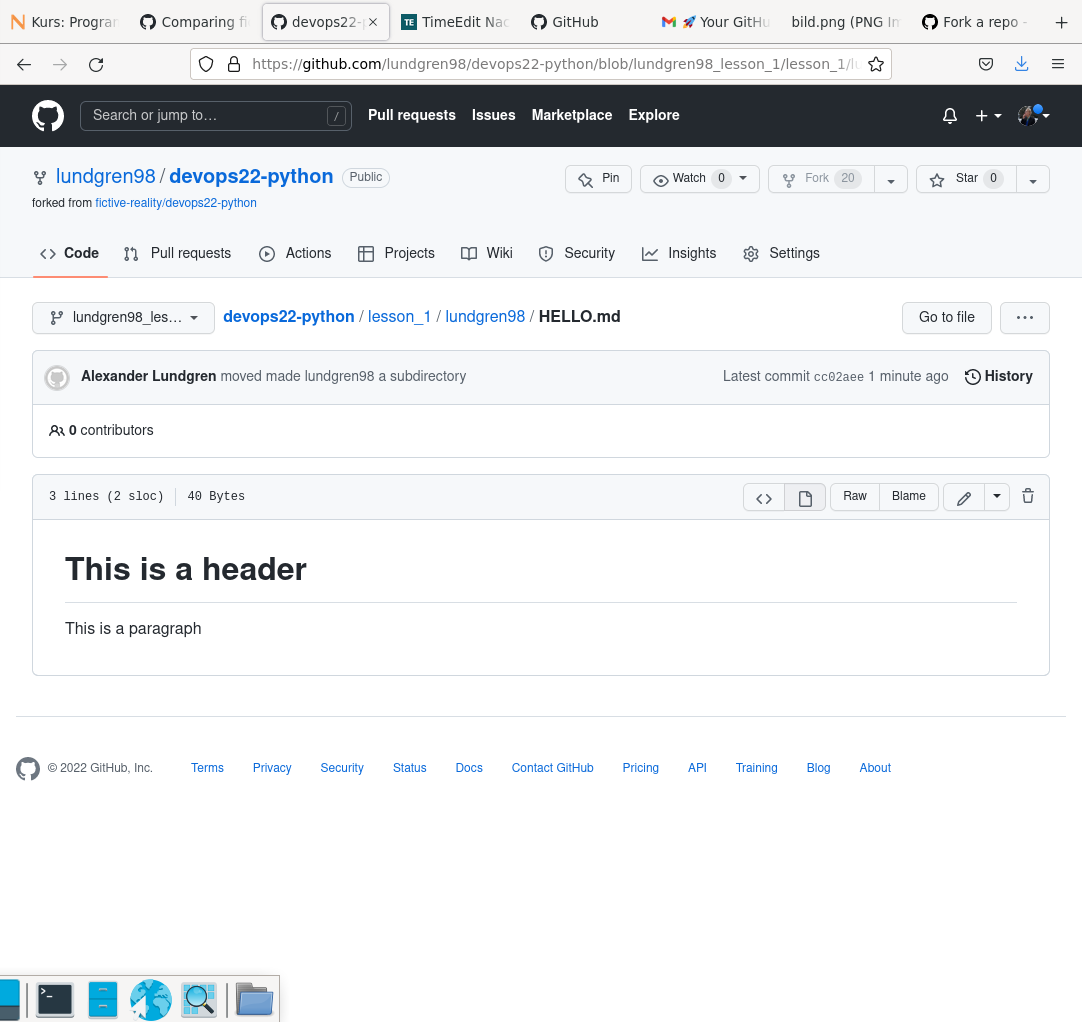 Kurs: Progra
Comparing fi
devops22-p
TE TimeEdit Nac
GitHub
Your GitHu
bild.png (PNG Im
Fork a repo -
https://github.com/lundgren98/devops22-python/blob/lundgren98_lesson_1/lesson_1/lu
Search or jump to…
/
Pull requests
Issues
Marketplace
Explore
lundgren98 / devops22-python
Public
Pin
Watch 0
Fork 20
Star 0
forked from fictive-reality/devops22-python
Code
Pull requests
Actions
Projects
Wiki
Security
Insights
Settings
lundgren98_les…
devops22-python / lesson_1 / lundgren98 / HELLO.md
Go to file
Alexander Lundgren moved made lundgren98 a subdirectory
Latest commit cc02aee 1 minute ago
History
0 contributors
3 lines (2 sloc)
40 Bytes
Raw
Blame
This is a header
This is a paragraph
© 2022 GitHub, Inc.
Terms
Privacy
Security
Status
Docs
Contact GitHub
Pricing
API
Training
Blog
About